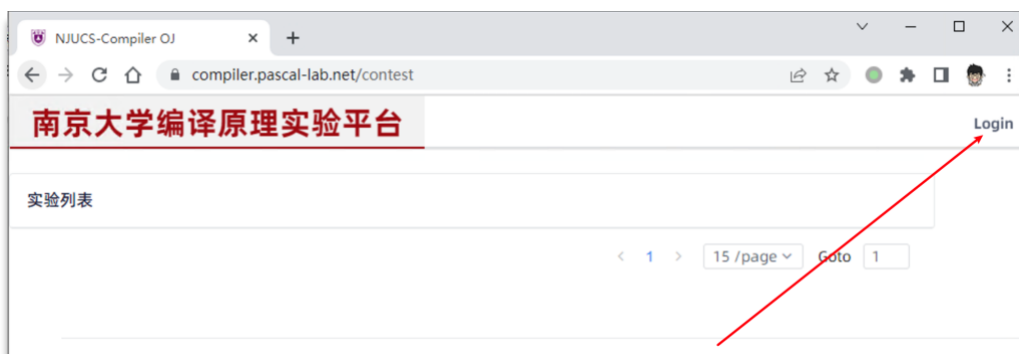 NJUCS-Compiler OJ
compiler.pascal-lab.net/contest
南京大学编译原理实验平台
Login
实验列表
1
15 /page
Goto
1